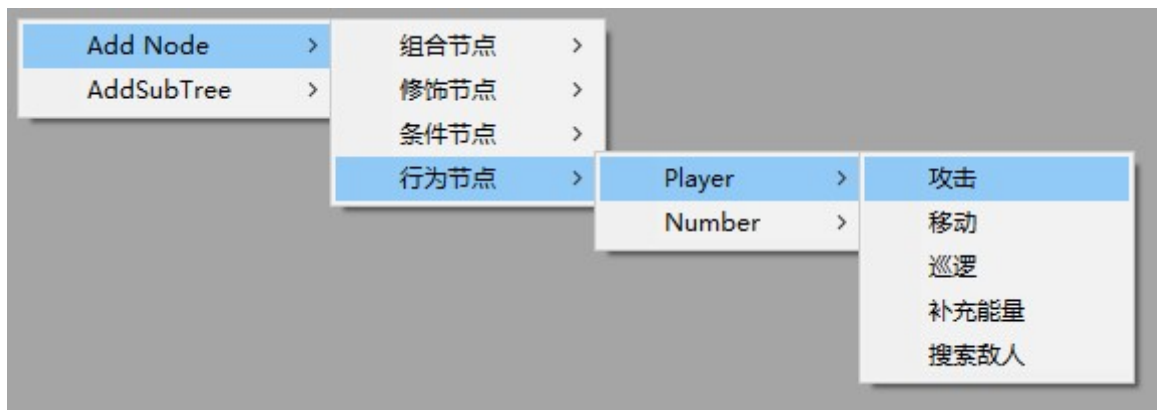 Add Node
AddSubTree
组合节点
修饰节点
条件节点
行为节点
Player
Number
攻击
移动
巡逻
补充能量
搜索敌人